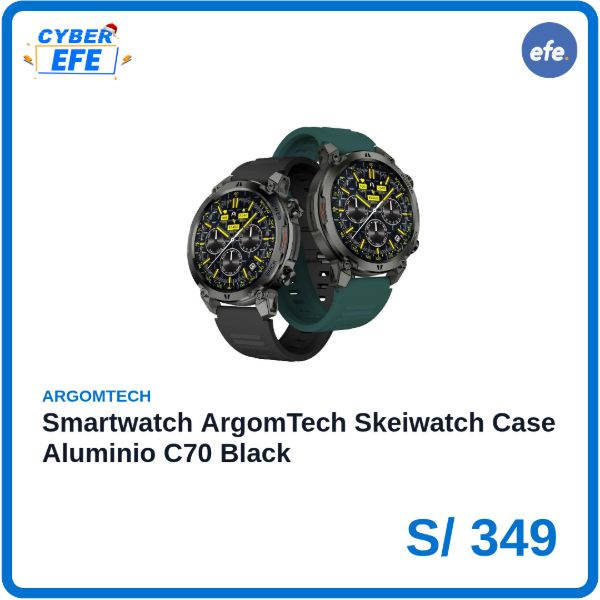 CYBER
EFE
efe.
ARGOMTECH
Smartwatch ArgomTech Skeiwatch Case
Aluminio C70 Black
S/ 349